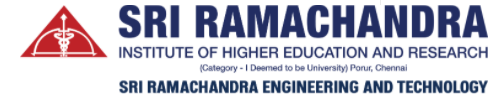 SRI RAMACHANDRA
INSTITUTE OF HIGHER EDUCATION AND RESEARCH
(Category - I Deemed to be University) Porur, Chennai
SRI RAMACHANDRA ENGINEERING AND TECHNOLOGY